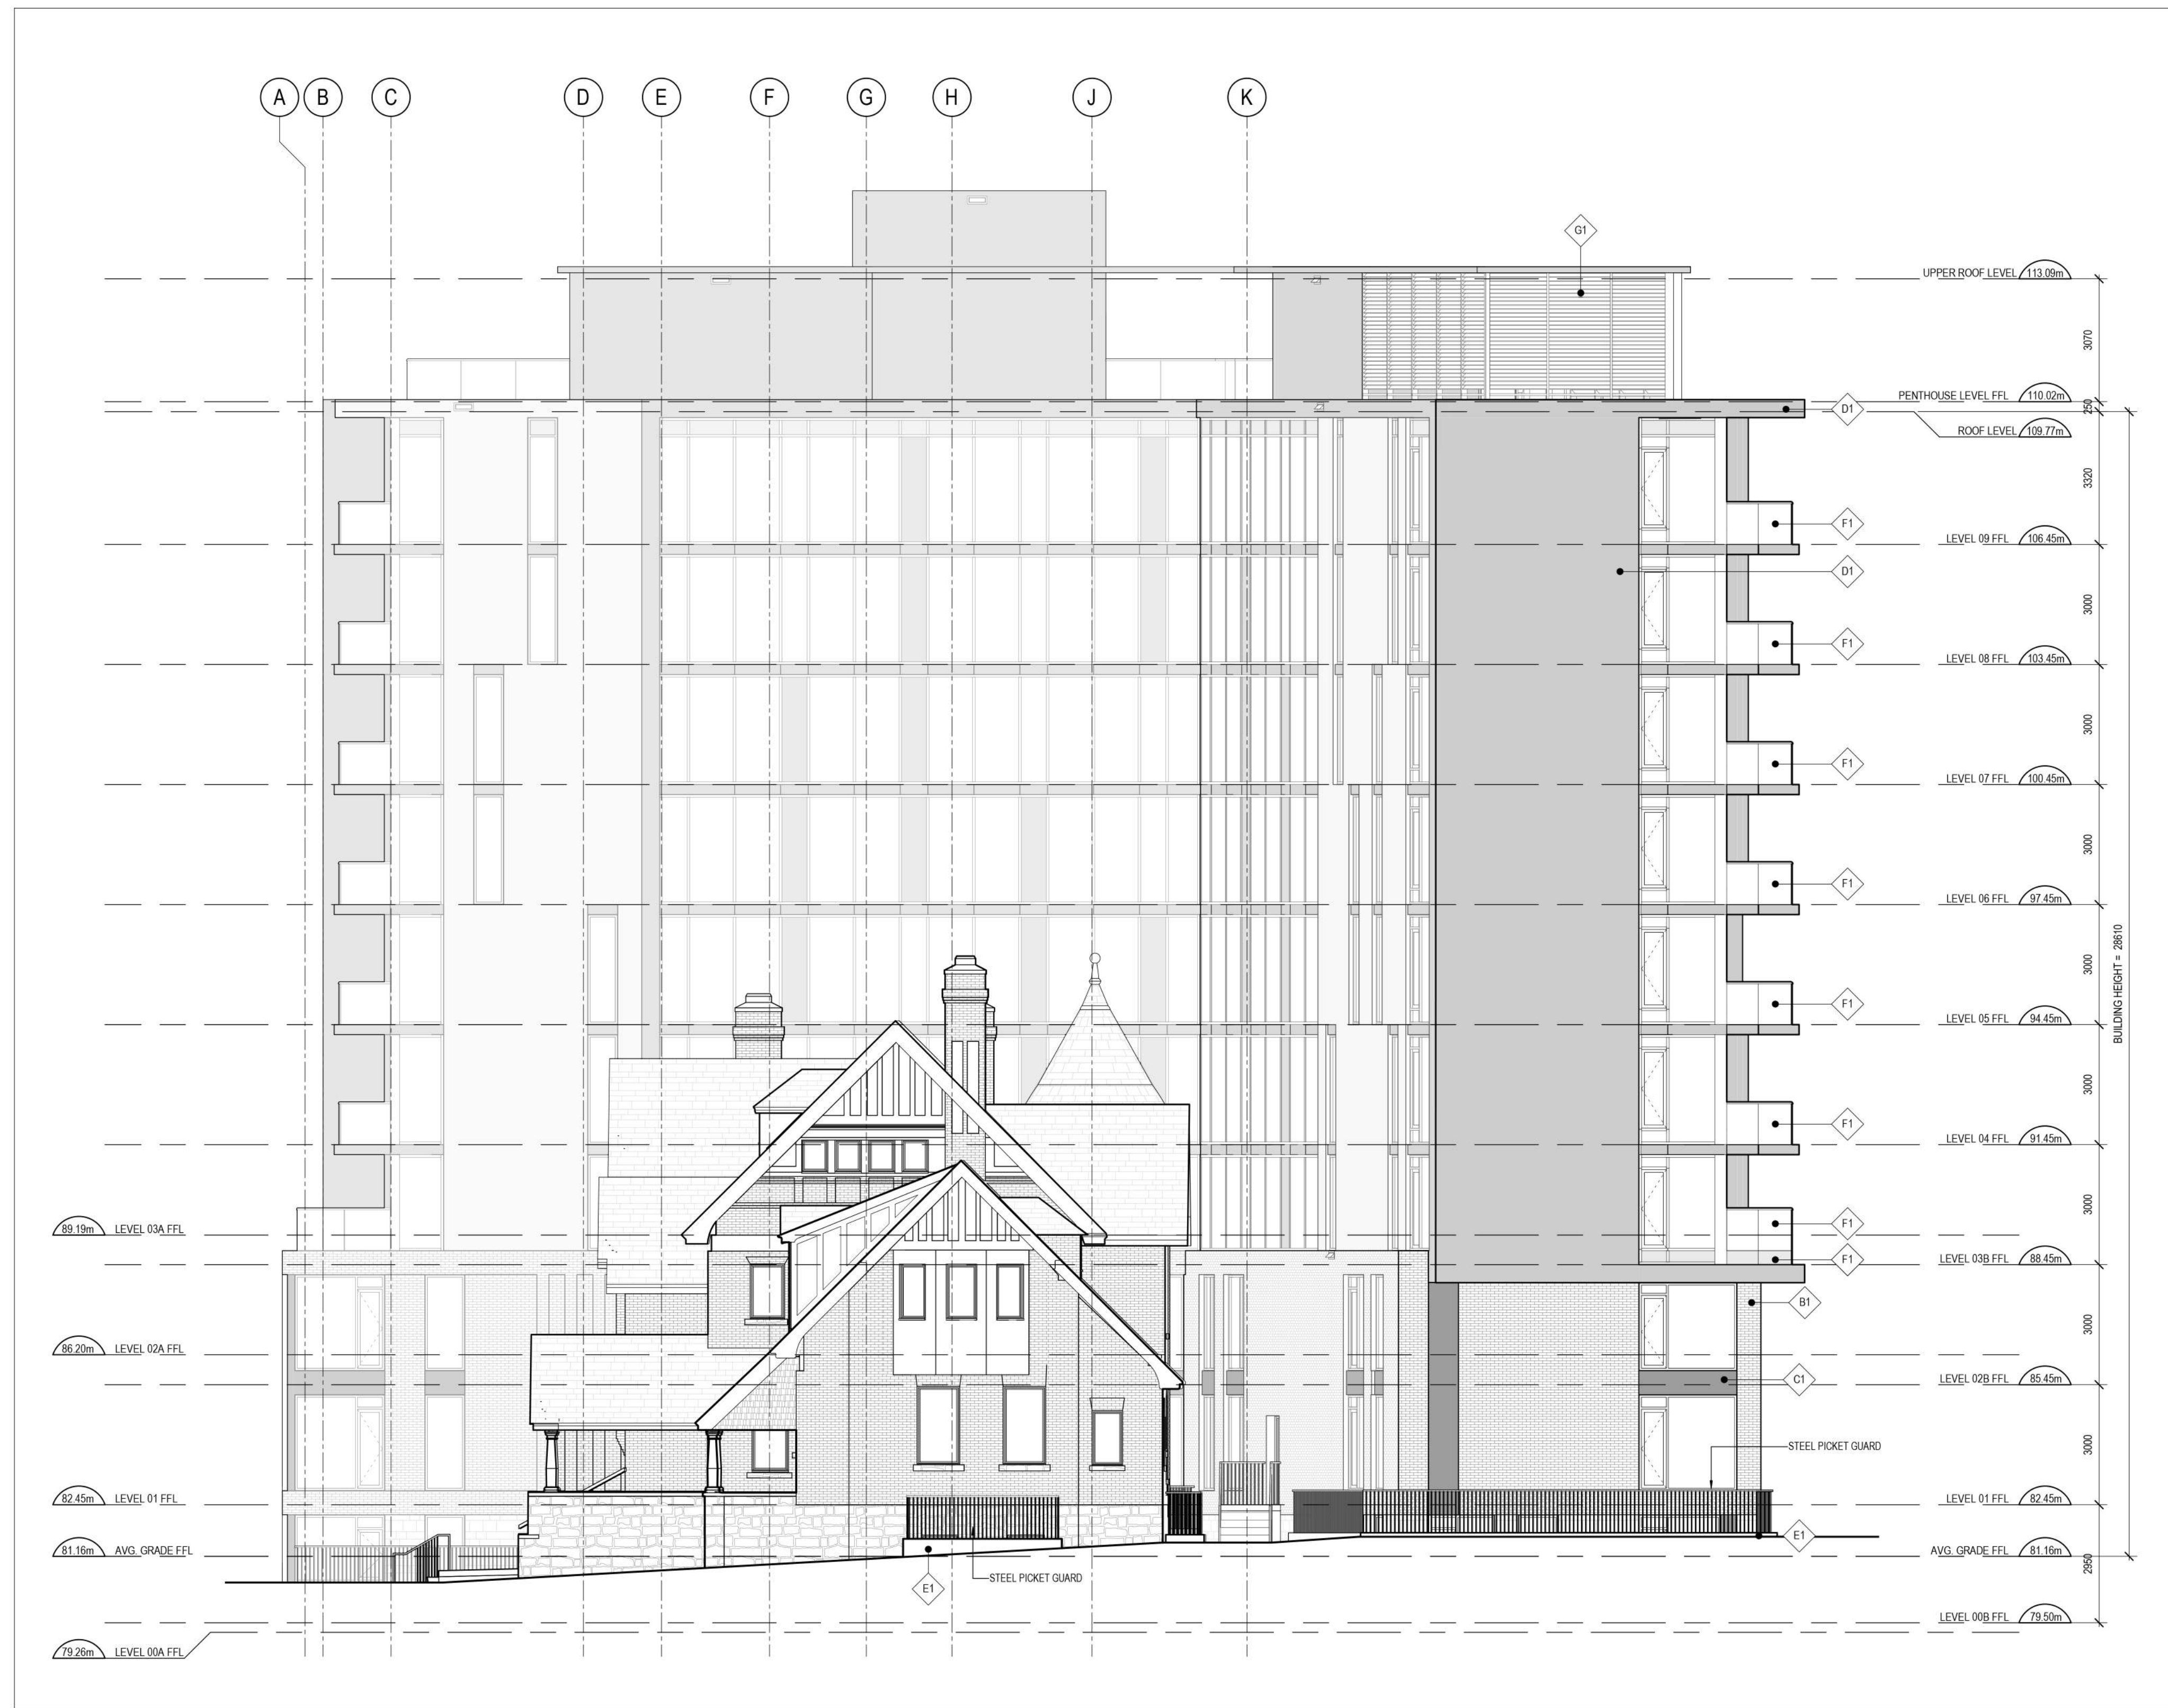 A B C D E F G H J K
G1
UPPER ROOF LEVEL 113.09m
3070
PENTHOUSE LEVEL FFL 110.02m
250
D1
ROOF LEVEL 109.77m
3320
F1
LEVEL 09 FFL 106.45m
D1
3000
F1
LEVEL 08 FFL 103.45m
3000
F1
LEVEL 07 FFL 100.45m
3000
F1
LEVEL 06 FFL 97.45m
BUILDING HEIGHT = 28610
3000
F1
LEVEL 05 FFL 94.45m
3000
F1
LEVEL 04 FFL 91.45m
3000
F1
89.19m LEVEL 03A FFL
F1
LEVEL 03B FFL 88.45m
B1
3000
86.20m LEVEL 02A FFL
C1
LEVEL 02B FFL 85.45m
STEEL PICKET GUARD
3000
82.45m LEVEL 01 FFL
LEVEL 01 FFL 82.45m
E1
81.16m AVG. GRADE FFL
AVG. GRADE FFL 81.16m
2950
STEEL PICKET GUARD
E1
LEVEL 00B FFL 79.50m
79.26m LEVEL 00A FFL